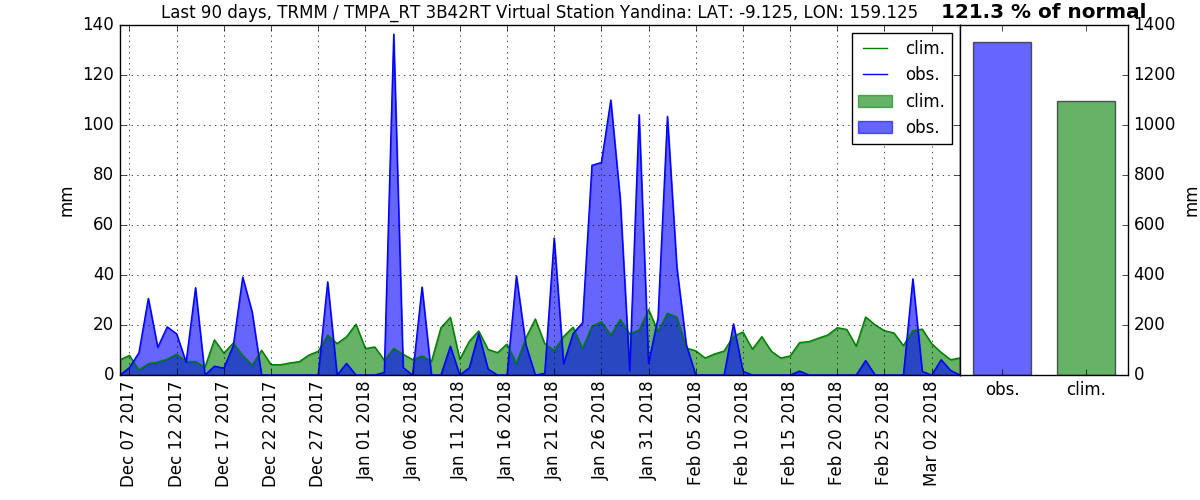 Last 90 days, TRMM / TMPA_RT 3B42RT Virtual Station Yandina: LAT: -9.125, LON: 159.125
121.3 % of normal
mm
140
120
100
80
60
40
20
0
clim.
obs.
clim.
obs.
1400
1200
1000
800
600
400
200
0
mm
Dec 07 2017
Dec 12 2017
Dec 17 2017
Dec 22 2017
Dec 27 2017
Jan 01 2018
Jan 06 2018
Jan 11 2018
Jan 16 2018
Jan 21 2018
Jan 26 2018
Jan 31 2018
Feb 05 2018
Feb 10 2018
Feb 15 2018
Feb 20 2018
Feb 25 2018
Mar 02 2018
obs.
clim.